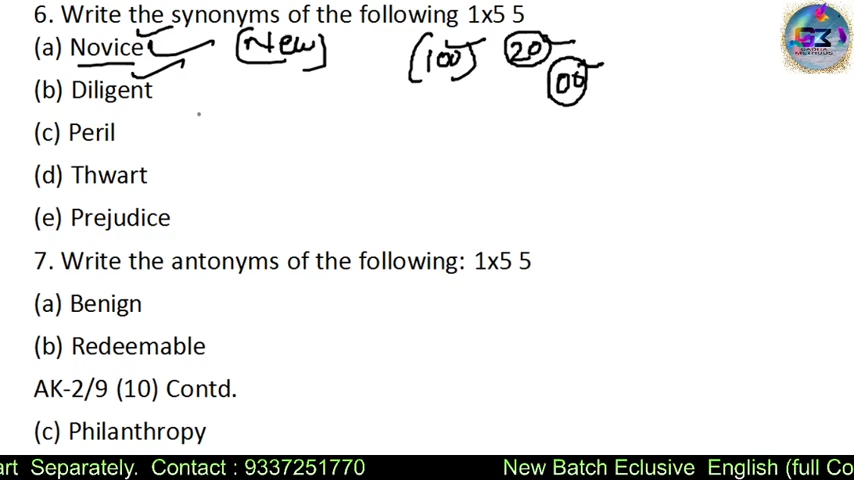 6. Write the synonyms of the following 1x5 5
(a) Novice (New) (100) 20 00
(b) Diligent
(c) Peril
(d) Thwart
(e) Prejudice
7. Write the antonyms of the following: 1x5 5
(a) Benign
(b) Redeemable
AK-2/9 (10) Contd.
(c) Philanthropy
art Separately. Contact : 9337251770 New Batch Eclusive English (full Co